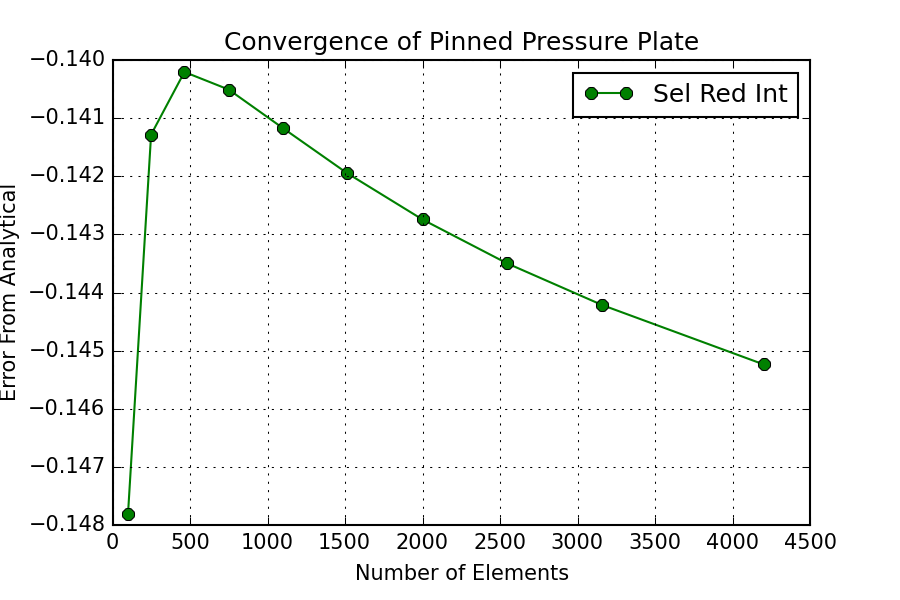 Convergence of Pinned Pressure Plate
Sel Red Int
−0.140
−0.141
−0.142
−0.143
−0.144
−0.145
−0.146
−0.147
−0.148
Error From Analytical
0 500 1000 1500 2000 2500 3000 3500 4000 4500
Number of Elements